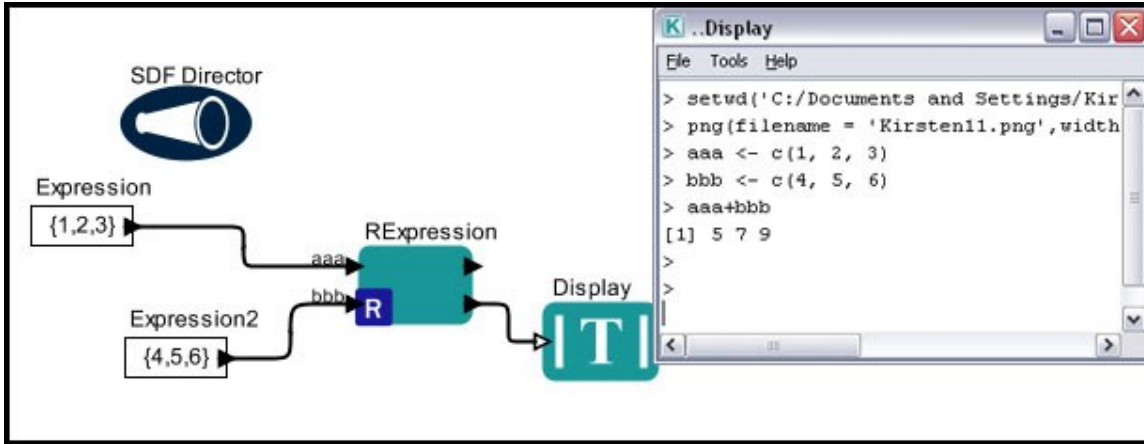 SDF Director
Expression
{1,2,3}
aaa
RExpression
bbb
R
Expression2
{4,5,6}
Display
T
K ..Display
File Tools Help
> setwd('C:/Documents and Settings/Kir
> png(filename = 'Kirsten11.png',width
> aaa <- c(1, 2, 3)
> bbb <- c(4, 5, 6)
> aaa+bbb
[1] 5 7 9
>
>